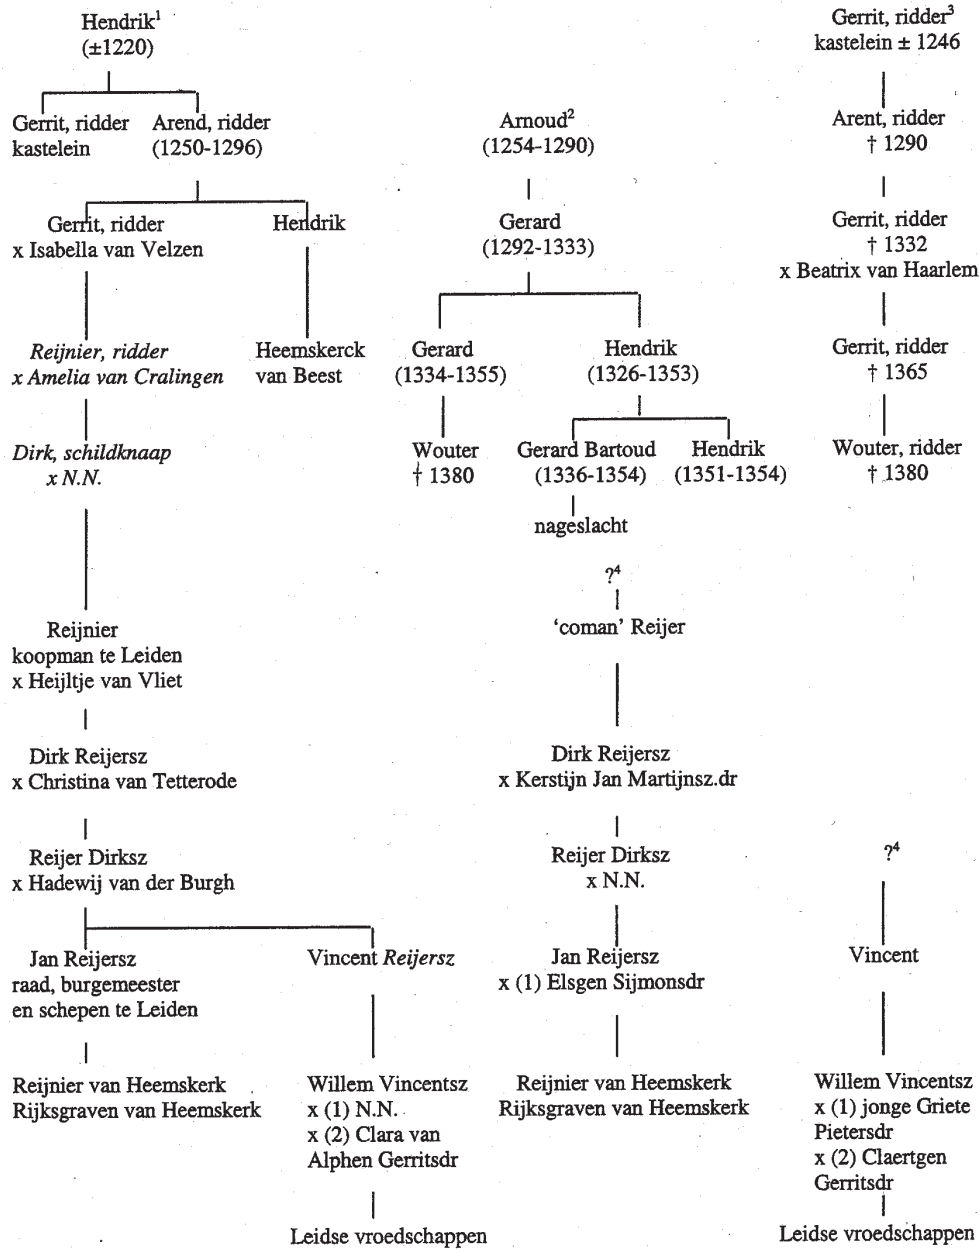 Hendrik¹
(±1220)
Gerrit, ridder
kastelein
Arend, ridder
(1250-1296)
Gerrit, ridder
x Isabella van Velzen
Hendrik
Reijnier, ridder
x Amelia van Cralingen
Heemskerck
van Beest
Dirk, schildknaap
x N.N.
Reijnier
koopman te Leiden
x Heijltje van Vliet
Dirk Reijersz
x Christina van Tetterode
Reijer Dirksz
x Hadewij van der Burgh
Jan Reijersz
raad, burgemeester
en schepen te Leiden
Vincent Reijersz
Reijnier van Heemskerk
Rijksgraven van Heemskerk
Willem Vincentsz
x (1) N.N.
x (2) Clara van
Alphen Gerritsdr
Leidse vroedschappen
Arnoud²
(1254-1290)
Gerard
(1292-1333)
Gerard
(1334-1355)
Hendrik
(1326-1353)
Wouter
† 1380
Gerard Bartoud
(1336-1354)
Hendrik
(1351-1354)
nageslacht
?⁴
‘coman’ Reijer
Dirk Reijersz
x Kerstijn Jan Martijnsz.dr
Reijer Dirksz
x N.N.
Jan Reijersz
x (1) Elsgen Sijmonsdr
Reijnier van Heemskerk
Rijksgraven van Heemskerk
Gerrit, ridder³
kastelein ± 1246
Arent, ridder
† 1290
Gerrit, ridder
† 1332
x Beatrix van Haarlem
Gerrit, ridder
† 1365
Wouter, ridder
† 1380
?⁴
Vincent
Willem Vincentsz
x (1) jonge Griete
Pietersdr
x (2) Claertgen
Gerritsdr
Leidse vroedschappen